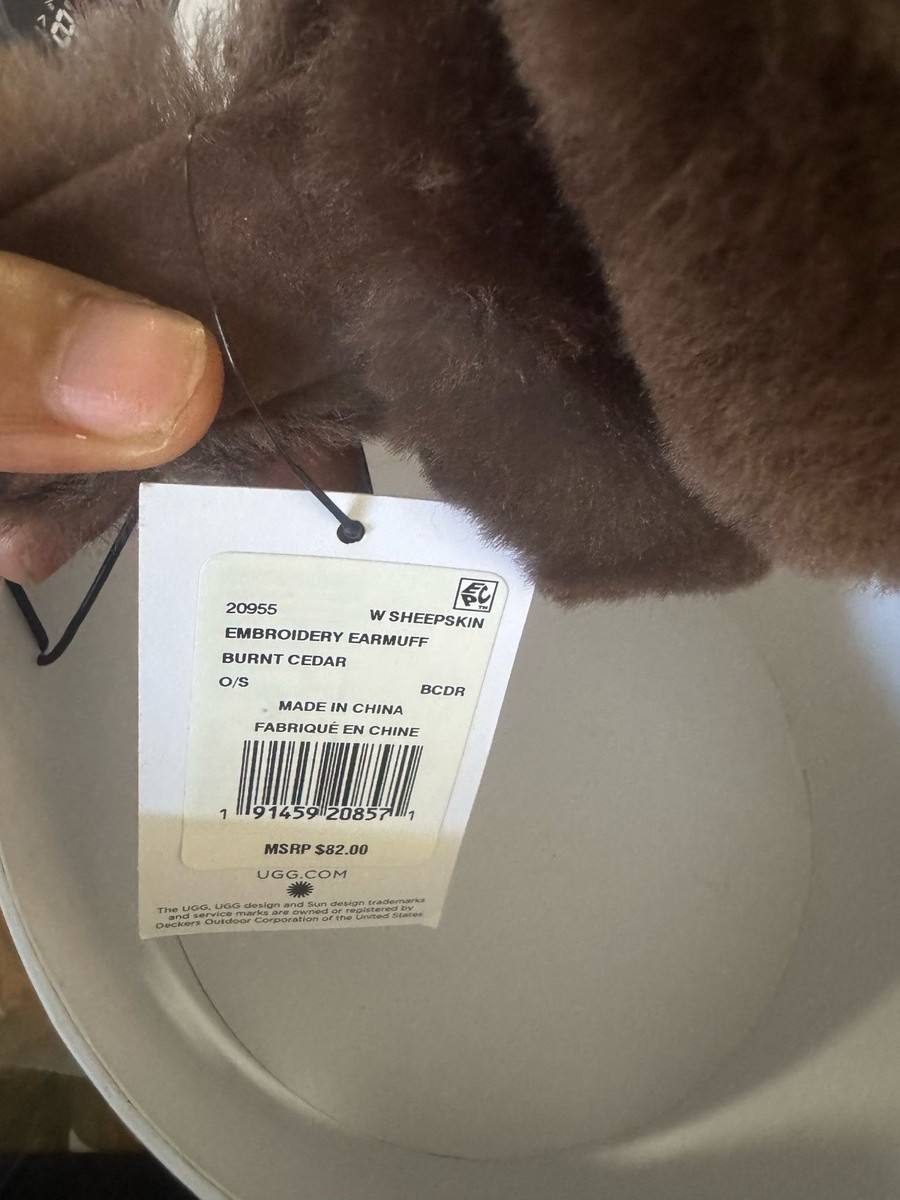 EPC™
20955 W SHEEPSKIN
EMBROIDERY EARMUFF
BURNT CEDAR
O/S BCDR
MADE IN CHINA
FABRIQUÉ EN CHINE
1 91459 20857 1
MSRP $82.00
UGG.COM
The UGG, UGG design and Sun design trademarks
and service marks are owned or registered by
Deckers Outdoor Corporation of the United States.